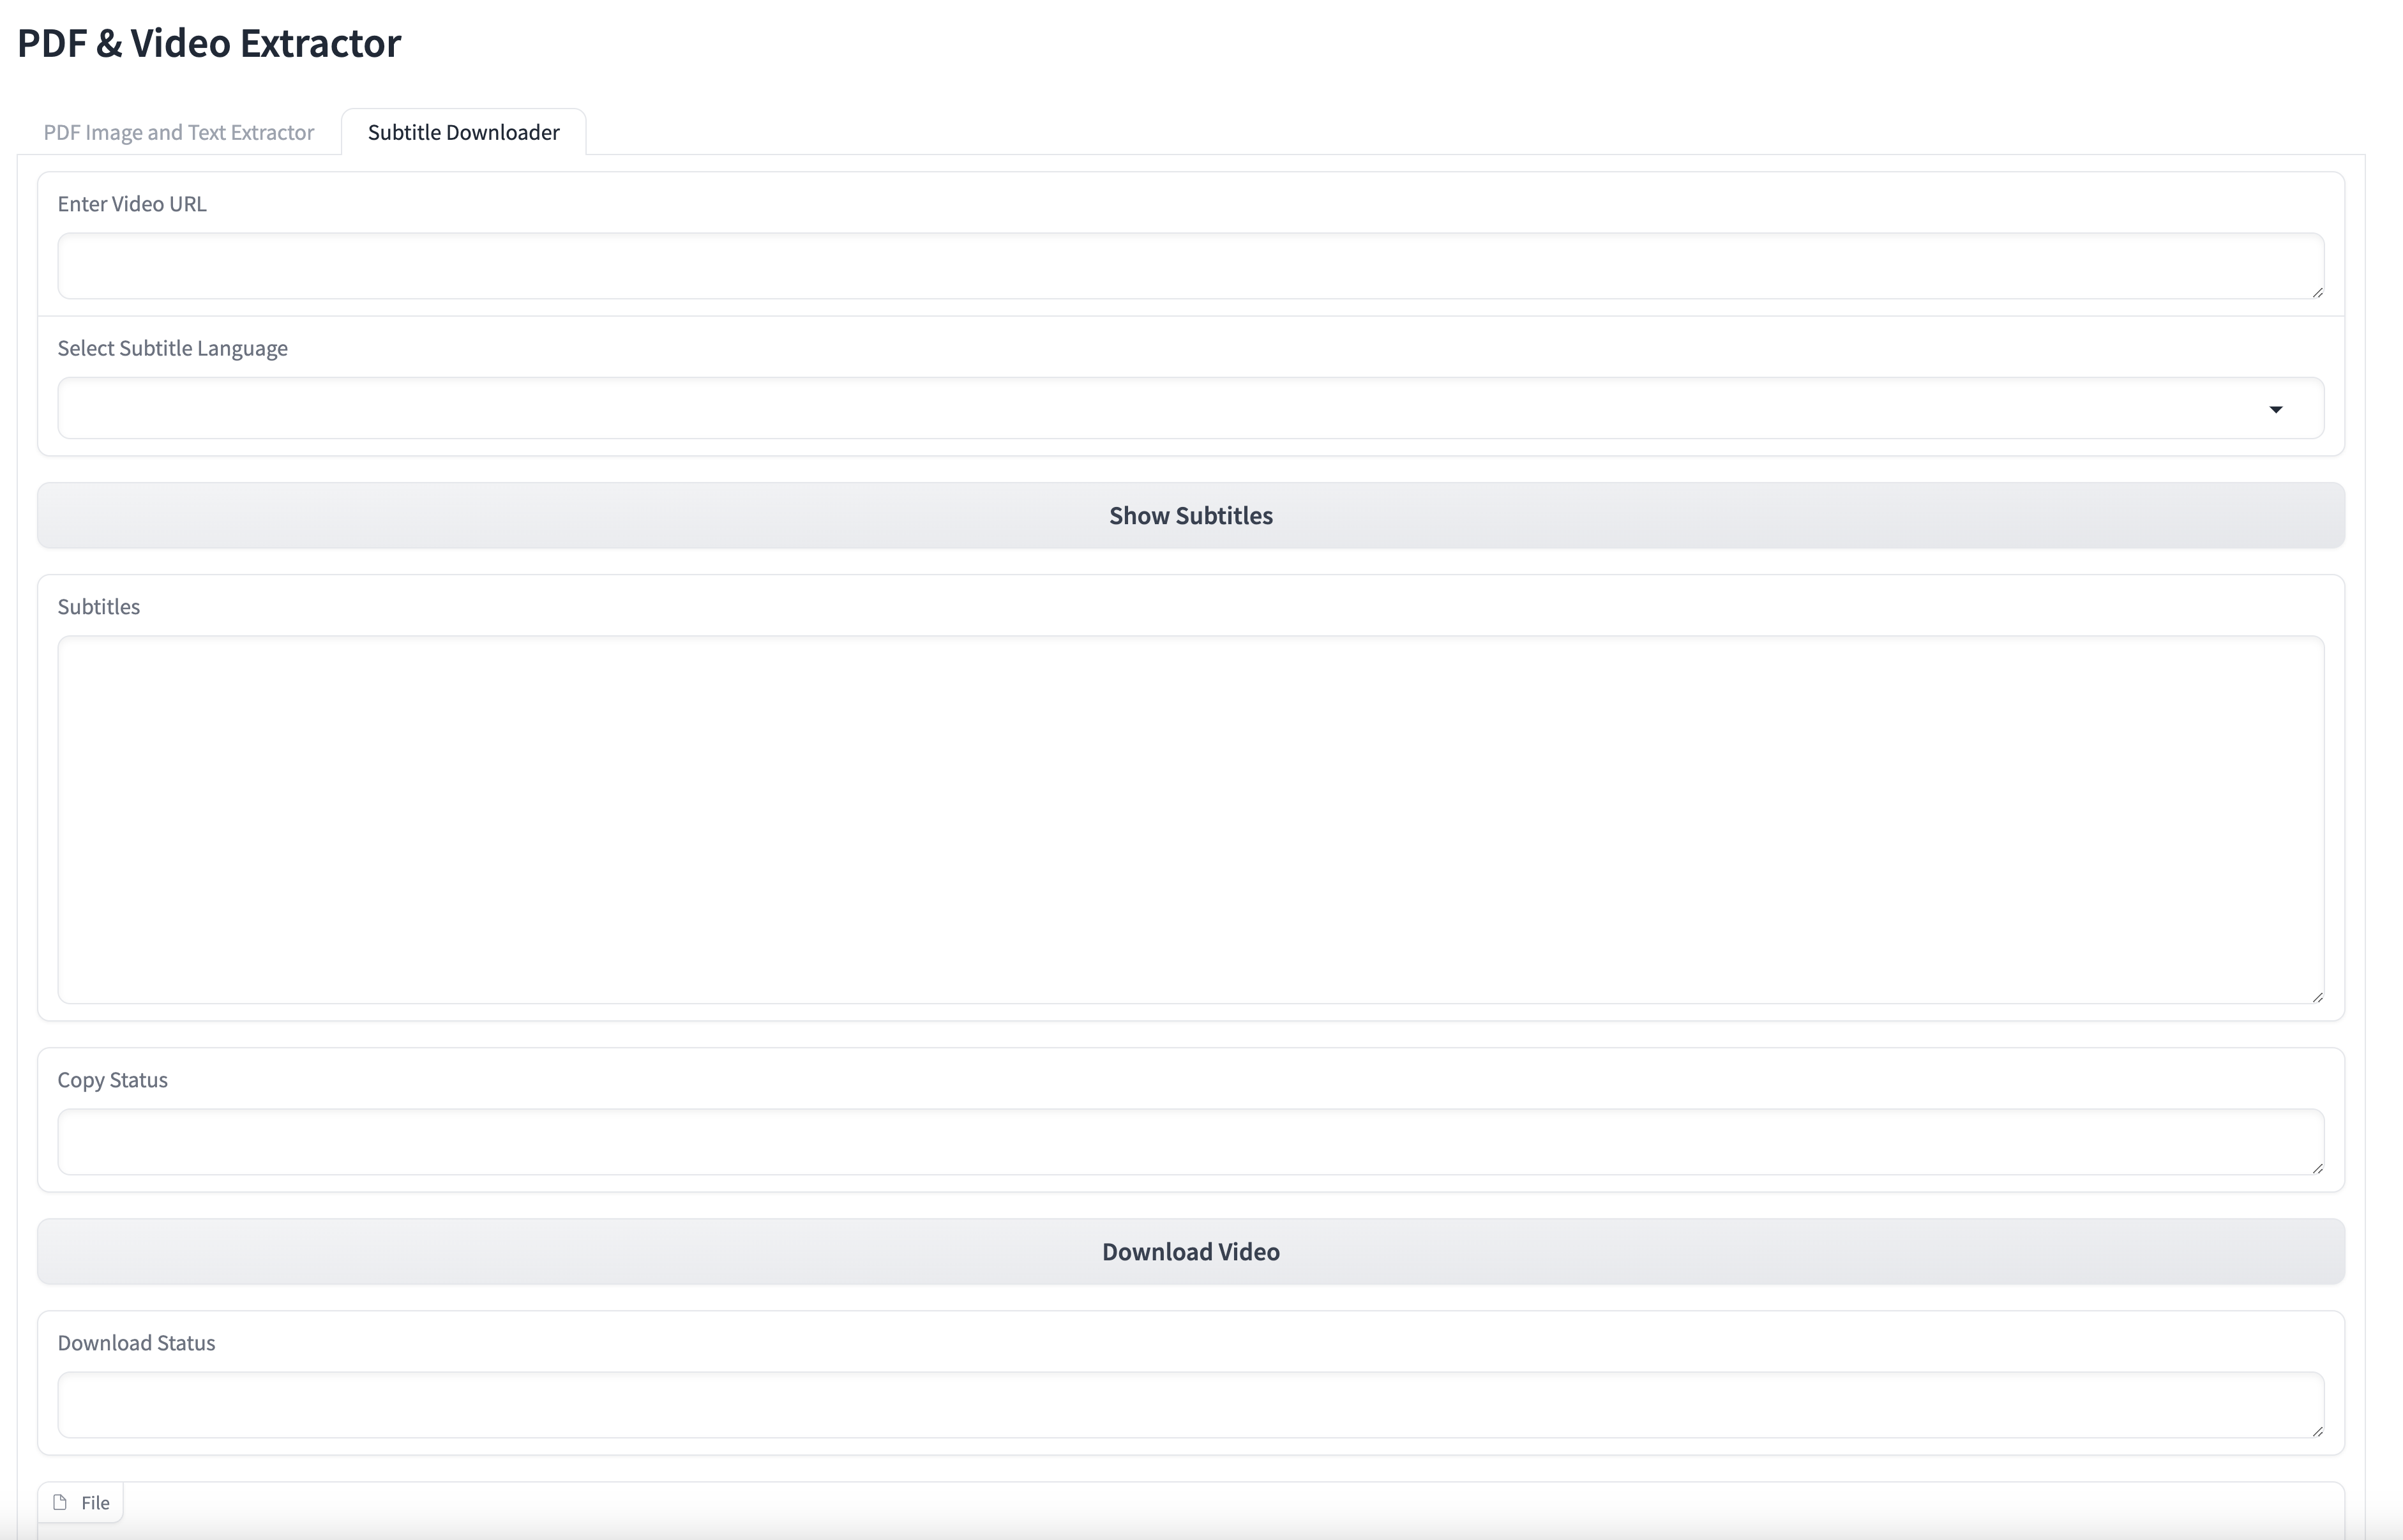 PDF & Video Extractor
PDF Image and Text Extractor
Subtitle Downloader
Enter Video URL
Select Subtitle Language
Show Subtitles
Subtitles
Copy Status
Download Video
Download Status
File